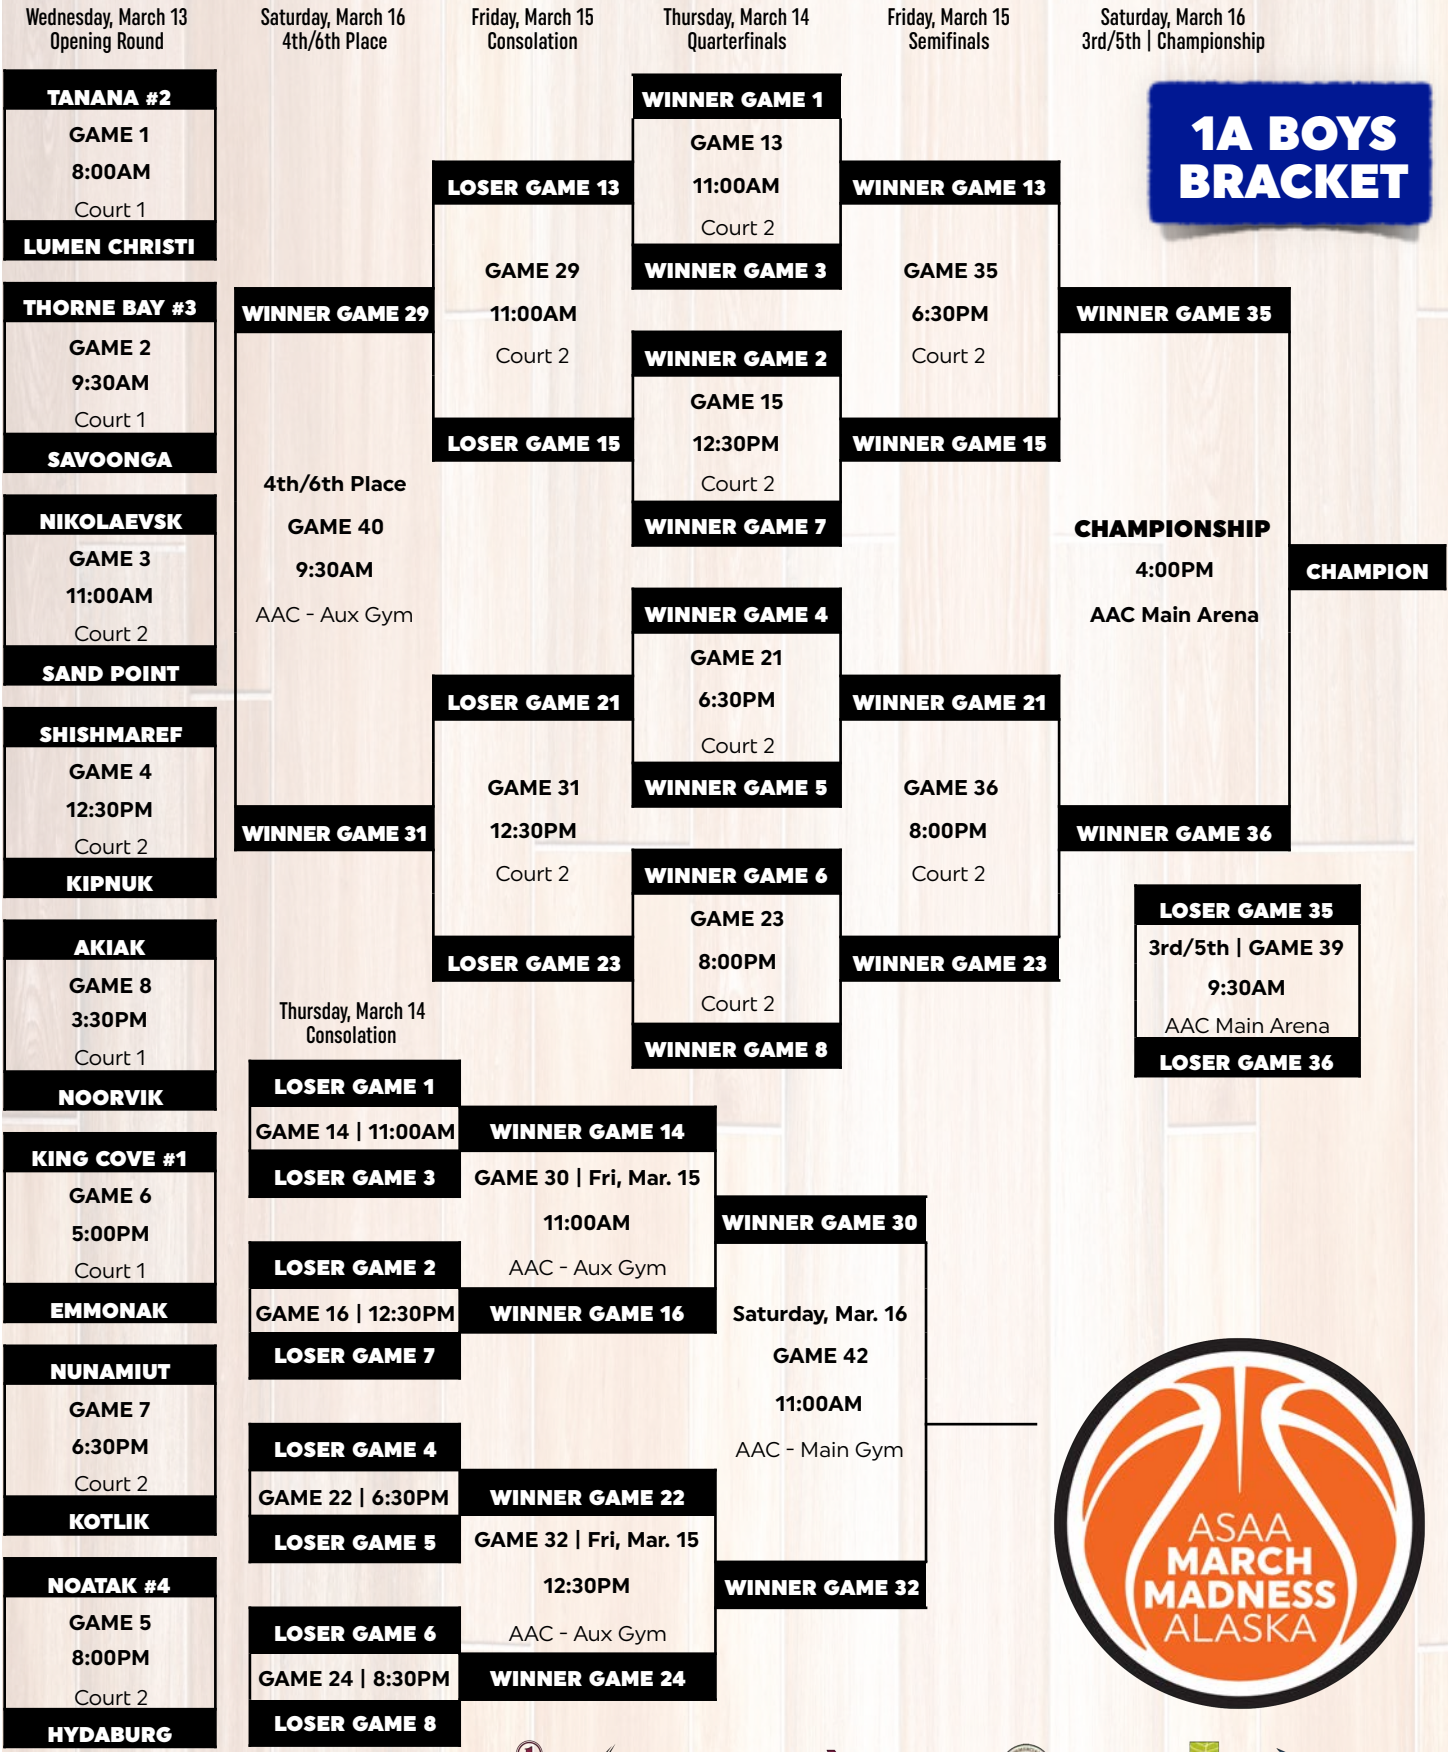 Wednesday, March 13
Opening Round
Saturday, March 16
4th/6th Place
Friday, March 15
Consolation
Thursday, March 14
Quarterfinals
Friday, March 15
Semifinals
Saturday, March 16
3rd/5th | Championship
1A BOYS
BRACKET
TANANA #2
GAME 1
8:00AM
Court 1
LUMEN CHRISTI
THORNE BAY #3
GAME 2
9:30AM
Court 1
SAVOONGA
NIKOLAEVSK
GAME 3
11:00AM
Court 2
SAND POINT
SHISHMAREF
GAME 4
12:30PM
Court 2
KIPNUK
AKIAK
GAME 8
3:30PM
Court 1
NOORVIK
KING COVE #1
GAME 6
5:00PM
Court 1
EMMONAK
NUNAMIUT
GAME 7
6:30PM
Court 2
KOTLIK
NOATAK #4
GAME 5
8:00PM
Court 2
HYDABURG
WINNER GAME 29
4th/6th Place
GAME 40
9:30AM
AAC - Aux Gym
WINNER GAME 31
LOSER GAME 13
GAME 29
11:00AM
Court 2
LOSER GAME 15
LOSER GAME 21
GAME 31
12:30PM
Court 2
LOSER GAME 23
WINNER GAME 1
GAME 13
11:00AM
Court 2
WINNER GAME 3
WINNER GAME 2
GAME 15
12:30PM
Court 2
WINNER GAME 7
WINNER GAME 4
GAME 21
6:30PM
Court 2
WINNER GAME 5
WINNER GAME 6
GAME 23
8:00PM
Court 2
WINNER GAME 8
WINNER GAME 13
GAME 35
6:30PM
Court 2
WINNER GAME 15
WINNER GAME 21
GAME 36
8:00PM
Court 2
WINNER GAME 23
WINNER GAME 35
CHAMPIONSHIP
4:00PM
AAC Main Arena
WINNER GAME 36
CHAMPION
LOSER GAME 35
3rd/5th | GAME 39
9:30AM
AAC Main Arena
LOSER GAME 36
Thursday, March 14
Consolation
LOSER GAME 1
GAME 14 | 11:00AM
LOSER GAME 3
LOSER GAME 2
GAME 16 | 12:30PM
LOSER GAME 7
LOSER GAME 4
GAME 22 | 6:30PM
LOSER GAME 5
LOSER GAME 6
GAME 24 | 8:30PM
LOSER GAME 8
WINNER GAME 14
GAME 30 | Fri, Mar. 15
11:00AM
AAC - Aux Gym
WINNER GAME 16
WINNER GAME 22
GAME 32 | Fri, Mar. 15
12:30PM
AAC - Aux Gym
WINNER GAME 24
WINNER GAME 30
Saturday, Mar. 16
GAME 42
11:00AM
AAC - Main Gym
WINNER GAME 32
ASAA
MARCH
MADNESS
ALASKA